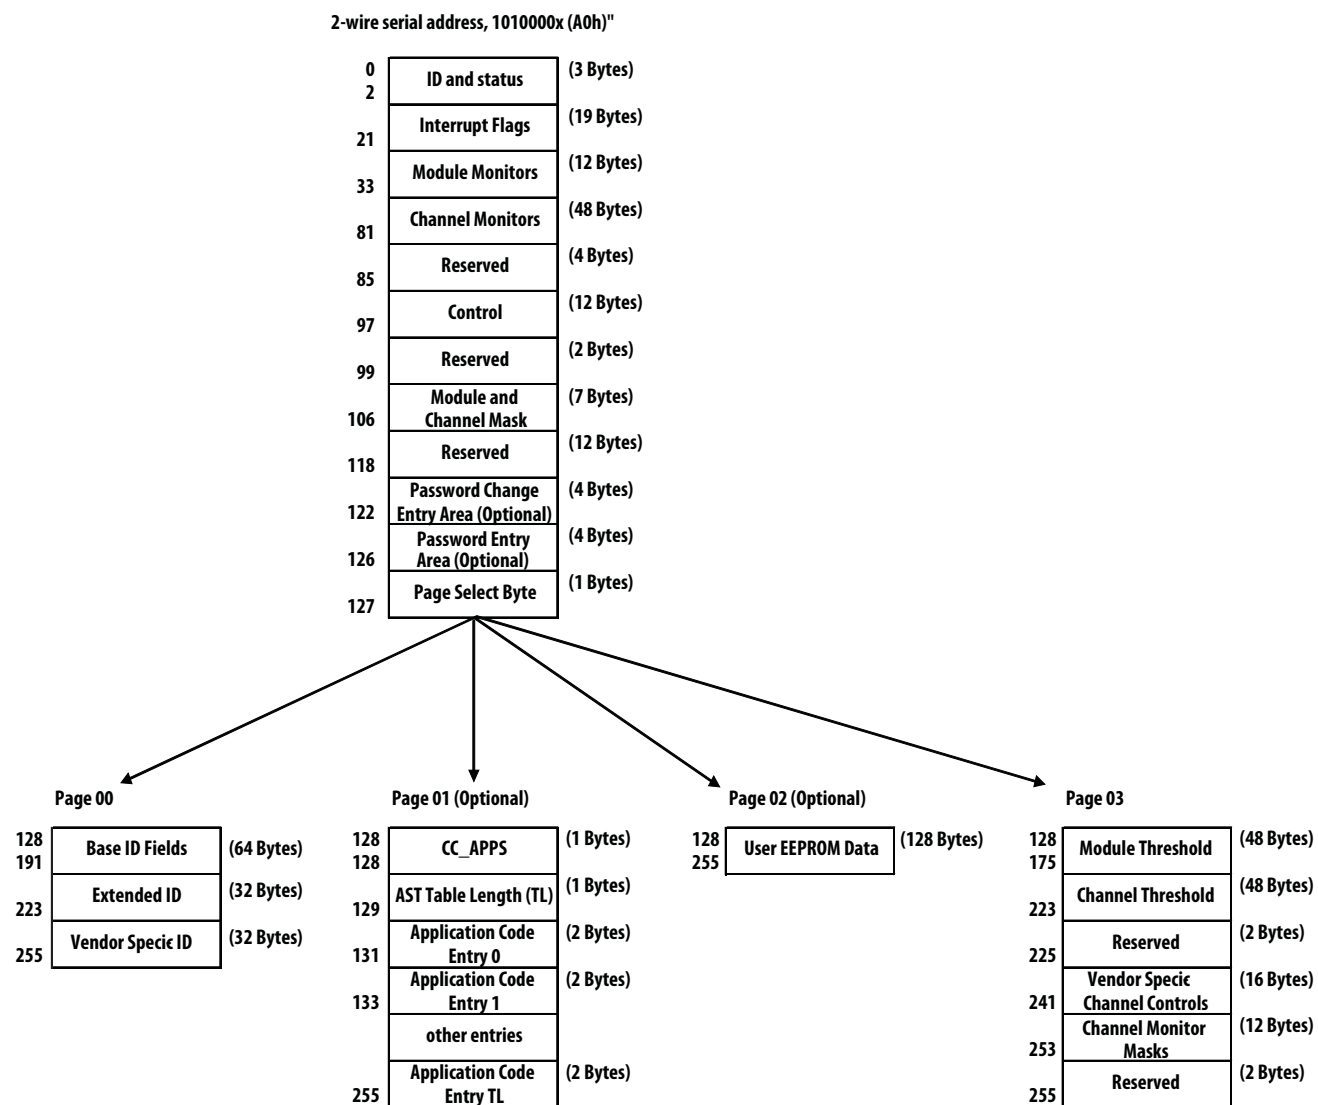 2-wire serial address, 1010000x (A0h)"
0
2
ID and status
(3 Bytes)
21
Interrupt Flags
(19 Bytes)
33
Module Monitors
(12 Bytes)
81
Channel Monitors
(48 Bytes)
85
Reserved
(4 Bytes)
97
Control
(12 Bytes)
99
Reserved
(2 Bytes)
106
Module and
Channel Mask
(7 Bytes)
118
Reserved
(12 Bytes)
122
Password Change
Entry Area (Optional)
(4 Bytes)
126
Password Entry
Area (Optional)
(4 Bytes)
127
Page Select Byte
(1 Bytes)
Page 00
128
191
Base ID Fields
(64 Bytes)
223
Extended ID
(32 Bytes)
255
Vendor Specic ID
(32 Bytes)
Page 01 (Optional)
128
128
CC_APPS
(1 Bytes)
129
AST Table Length (TL)
(1 Bytes)
131
Application Code
Entry 0
(2 Bytes)
133
Application Code
Entry 1
(2 Bytes)
other entries
255
Application Code
Entry TL
(2 Bytes)
Page 02 (Optional)
128
255
User EEPROM Data
(128 Bytes)
Page 03
128
175
Module Threshold
(48 Bytes)
223
Channel Threshold
(48 Bytes)
225
Reserved
(2 Bytes)
241
Vendor Specic
Channel Controls
(16 Bytes)
253
Channel Monitor
Masks
(12 Bytes)
255
Reserved
(2 Bytes)